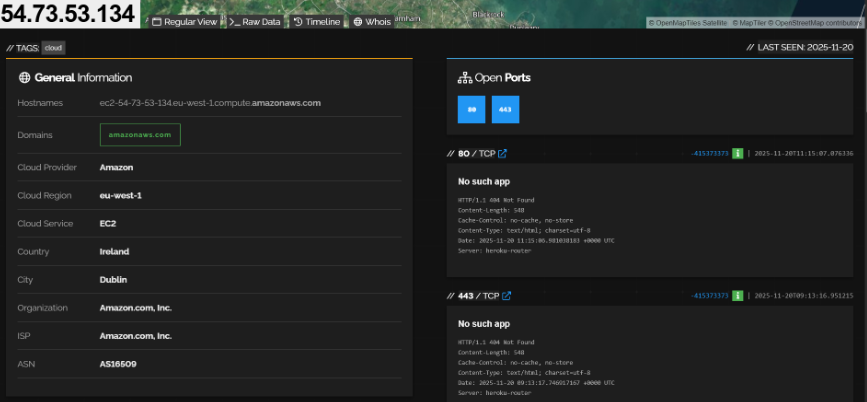 54.73.53.134
Regular View >_ Raw Data Timeline Whois
Blackrock
© OpenMapTiles Satellite © MapTiler © OpenStreetMap contributors
// TAGS: cloud
// LAST SEEN: 2025-11-20
General Information
Hostnames ec2-54-73-53-134.eu-west-1.compute.amazonaws.com
Domains amazonaws.com
Cloud Provider Amazon
Cloud Region eu-west-1
Cloud Service EC2
Country Ireland
City Dublin
Organization Amazon.com, Inc.
ISP Amazon.com, Inc.
ASN AS16509
Open Ports
80 443
// 80 / TCP
-415373373 | 2025-11-20T11:15:07.076336
No such app
HTTP/1.1 404 Not Found
Content-Length: 548
Cache-Control: no-cache, no-store
Content-Type: text/html; charset=utf-8
Date: 2025-11-20 11:15:06.981038183 +0000 UTC
Server: heroku-router
// 443 / TCP
-415373373 | 2025-11-20T09:13:16.951215
No such app
HTTP/1.1 404 Not Found
Content-Length: 548
Cache-Control: no-cache, no-store
Content-Type: text/html; charset=utf-8
Date: 2025-11-20 09:13:17.746917167 +0000 UTC
Server: heroku-router